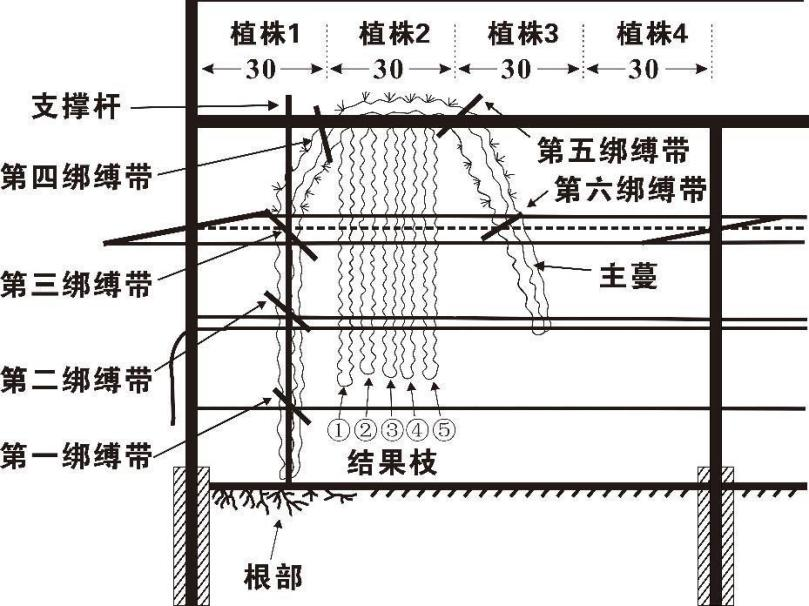 植株1 植株2 植株3 植株4
30 30 30 30
支撑杆
第四绑缚带
第五绑缚带
第六绑缚带
第三绑缚带
主蔓
第二绑缚带
①②③④⑤
第一绑缚带
结果枝
根部